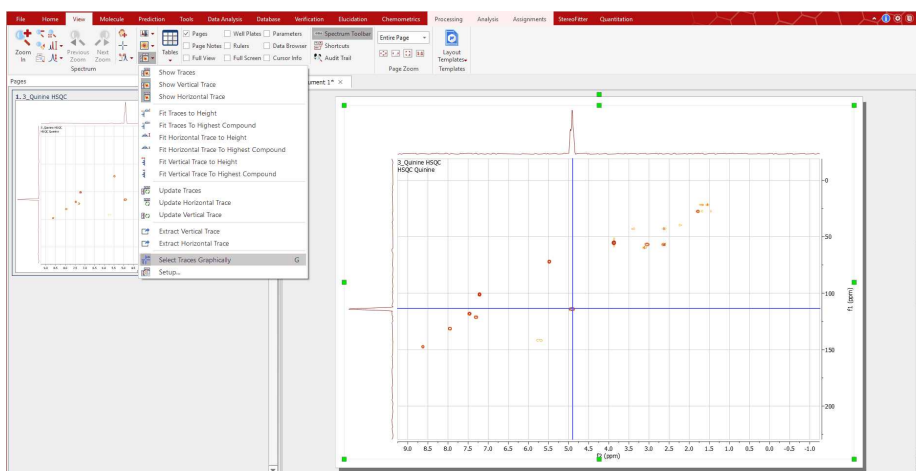 File Home View Molecule Prediction Tools Data Analysis Database Verification Elucidation Chemometrics Processing Analysis Assignments StereoFitter Quantitation
Zoom In
Previous Zoom
Next Zoom
Spectrum
Tables
Pages Well Plates Parameters
Page Notes Rulers Data Browser
Full View Full Screen Cursor Info
Spectrum Toolbar
Shortcuts
Audit Trail
Entire Page
Page Zoom
Layout Templates
Templates
Pages
ument 1*
1. 3_Quinine HSQC
3_Quinine HSQC
HSQC Quinine
Show Traces
Show Vertical Trace
Show Horizontal Trace
Fit Traces to Height
Fit Traces To Highest Compound
Fit Horizontal Trace to Height
Fit Horizontal Trace To Highest Compound
Fit Vertical Trace to Height
Fit Vertical Trace To Highest Compound
Update Traces
Update Horizontal Trace
Update Vertical Trace
Extract Vertical Trace
Extract Horizontal Trace
Select Traces Graphically G
Setup...
3_Quinine HSQC
HSQC Quinine
0
50
100
150
200
f1 (ppm)
9.0 8.5 8.0 7.5 7.0 6.5 6.0 5.5 5.0 4.5 4.0 3.5 3.0 2.5 2.0 1.5 1.0 0.5 0.0 -0.5 -1.0
(ppm)